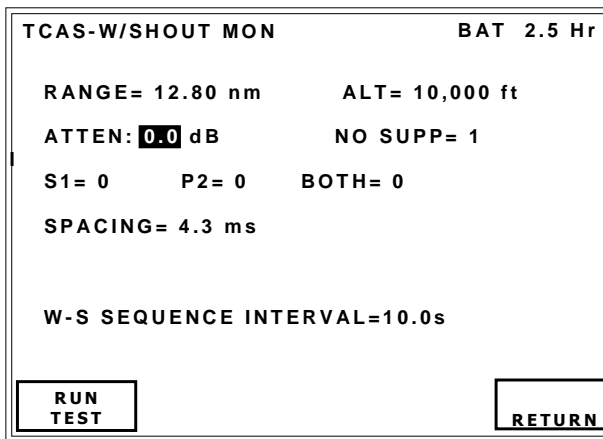 TCAS-W/SHOUT MON BAT 2.5 Hr
RANGE= 12.80 nm ALT= 10,000 ft
ATTEN: 0.0 dB NO SUPP= 1
S1= 0 P2= 0 BOTH= 0
SPACING= 4.3 ms
W-S SEQUENCE INTERVAL=10.0s
RUN
TEST
RETURN